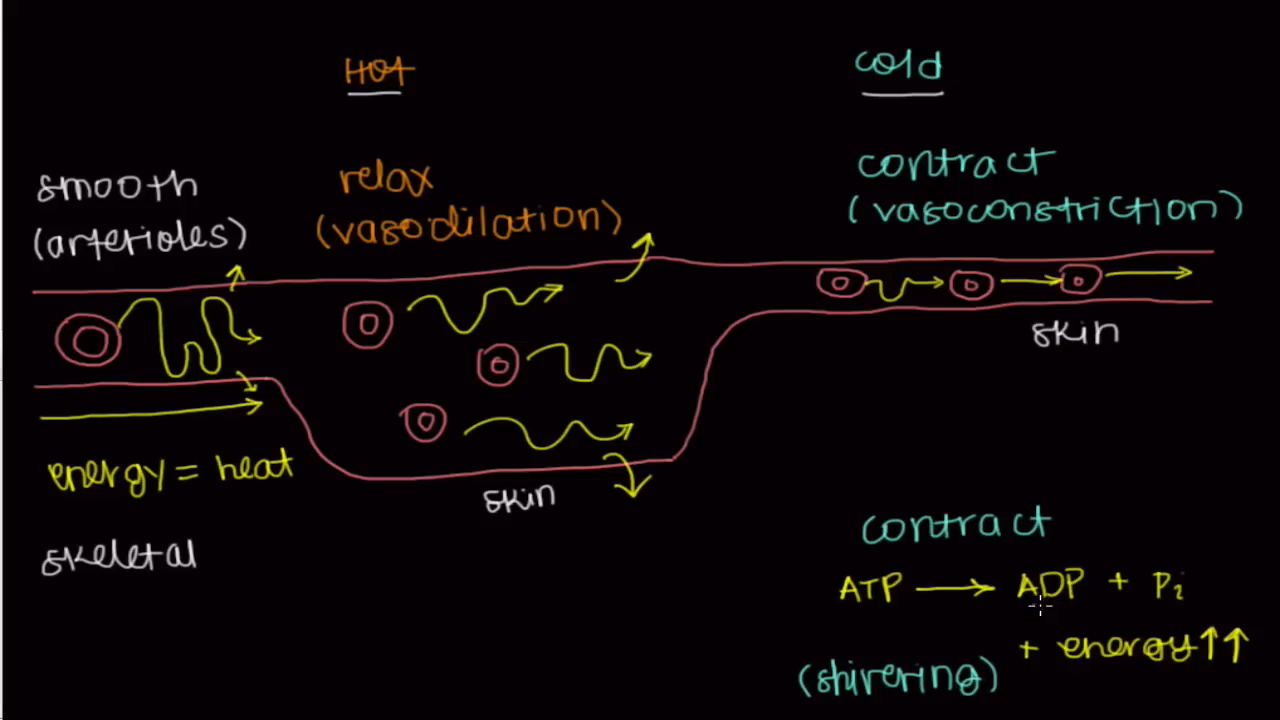 Hot
cold
smooth
(arterioles)
relax
(vasodilation)
contract
(vasoconstriction)
skin
energy = heat
skin
skeletal
contract
ATP → ADP + Pi
+ energy↑↑
(shivering)